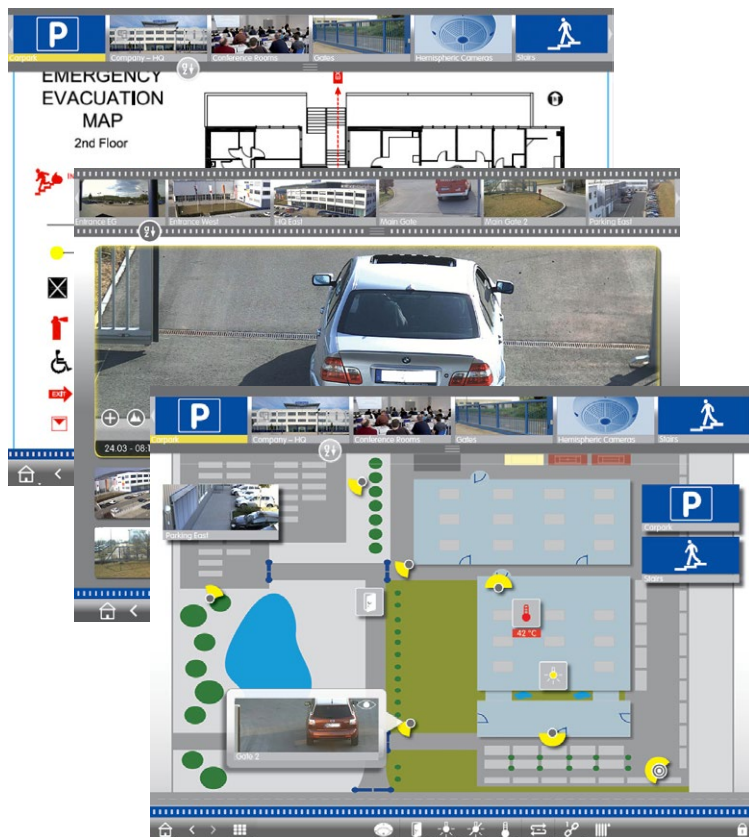 P
Carpark
Company – HQ
Conference Rooms
Gates
Hemispheric Cameras
Stairs
EMERGENCY
EVACUATION
MAP
2nd Floor
IN
Entrance EG
Entrance West
HQ East
Main Gate
Main Gate 2
Parking East
EXIT
24.03 - 08:1
P
Carpark
Company – HQ
Conference Rooms
Gates
Hemispheric Cameras
Stairs
Parking East
P
Carpark
Stairs
42 °C
Gate 2